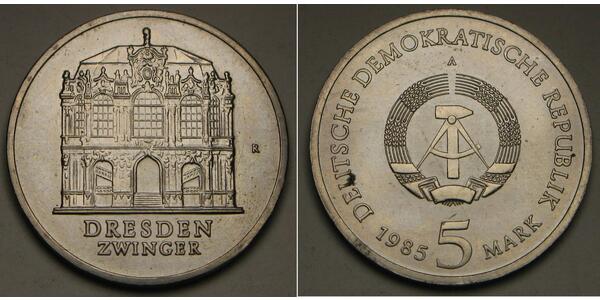 R
DRESDEN
ZWINGER
DEUTSCHE DEMOKRATISCHE REPUBLIK
A
1985 5 MARK